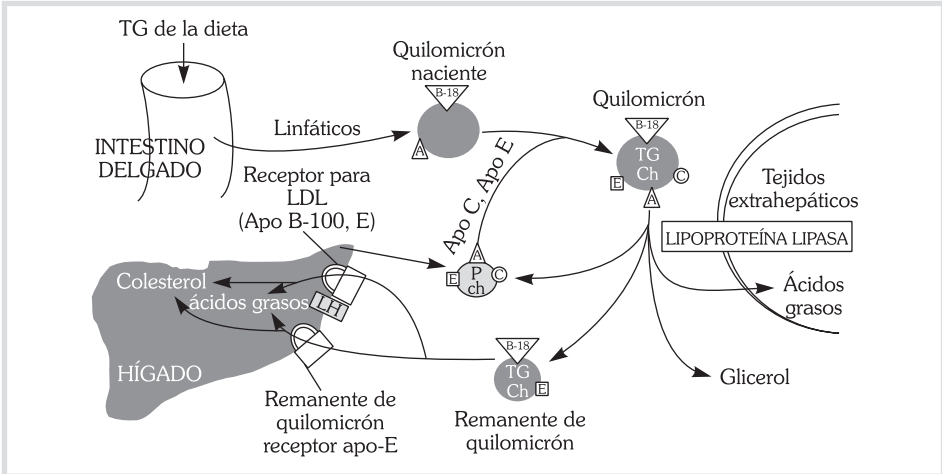 TG de la dieta
INTESTINO
DELGADO
Linfáticos
Quilomicrón
naciente
B-18
A
Apo C, Apo E
Quilomicrón
B-18
TG
Ch
E
C
A
Tejidos
extrahepáticos
LIPOPROTEÍNA LIPASA
Ácidos
grasos
Glicerol
Receptor para
LDL
(Apo B-100, E)
A
E
P
ch
C
Colesterol
ácidos grasos
LH
HÍGADO
B-18
TG
Ch
E
Remanente de
quilomicrón
Remanente de
quilomicrón
receptor apo-E